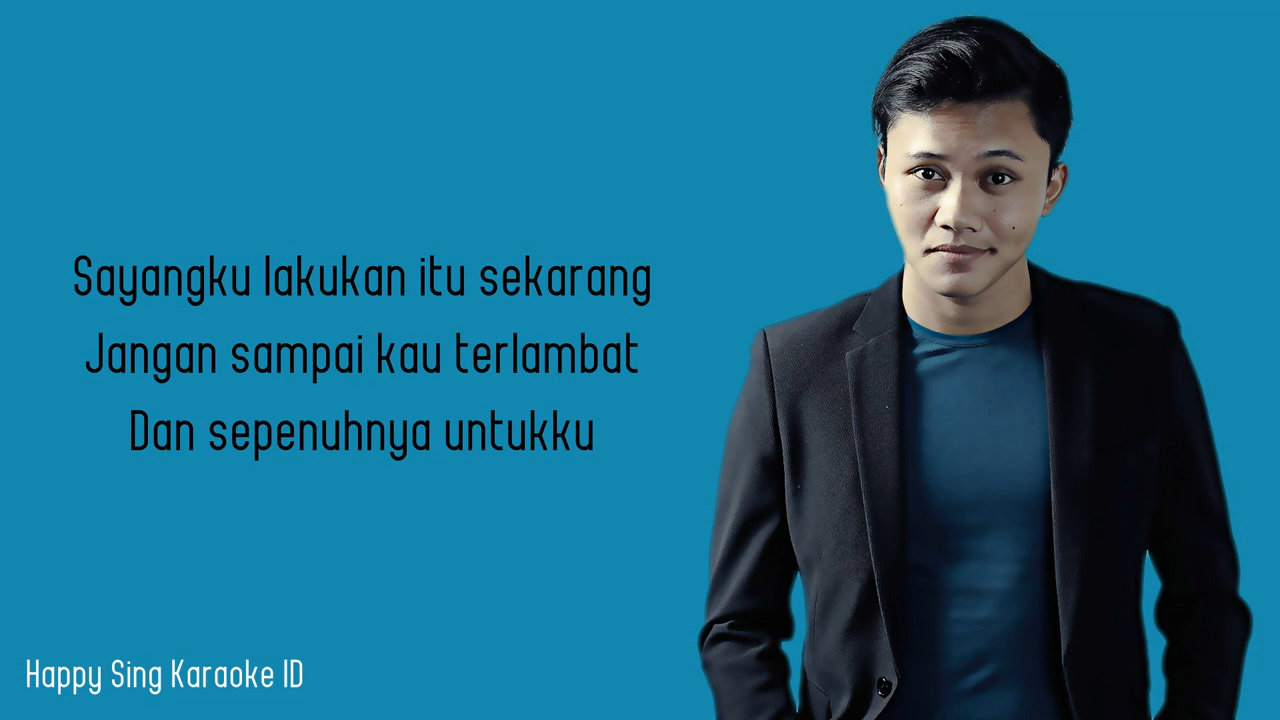 Sayangku lakukan itu sekarang
Jangan sampai kau terlambat
Dan sepenuhnya untukku
Happy Sing Karaoke ID